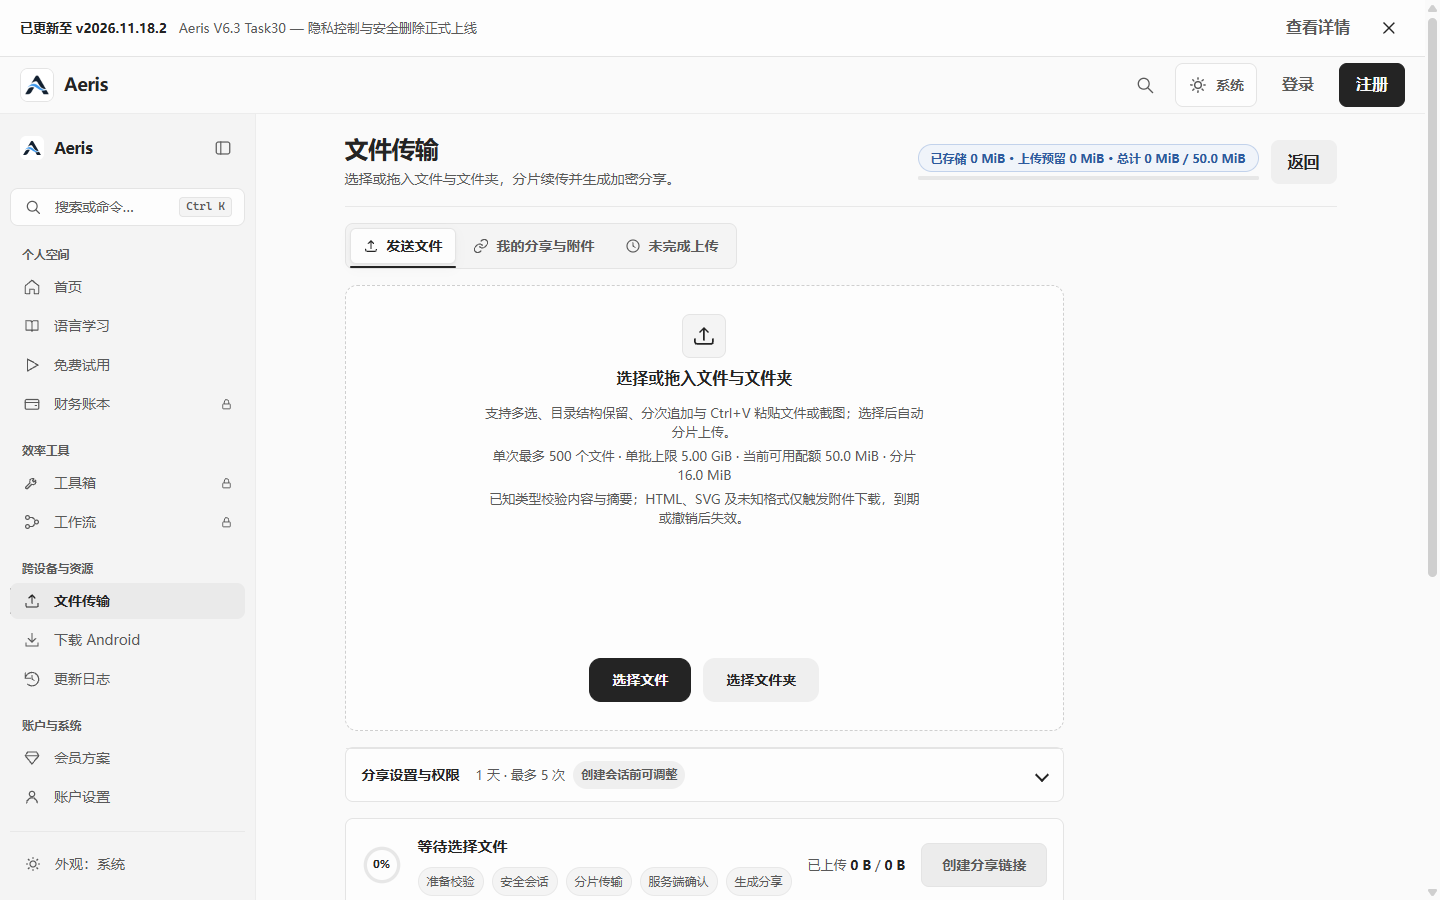 已更新至 v2026.11.18.2 Aeris V6.3 Task30 — 隐私控制与安全删除正式上线
查看详情
Aeris
系统
登录
注册
Aeris
搜索或命令...
Ctrl K
个人空间
首页
语言学习
免费试用
财务账本
效率工具
工具箱
工作流
跨设备与资源
文件传输
下载 Android
更新日志
账户与系统
会员方案
账户设置
外观：系统
文件传输
选择或拖入文件与文件夹，分片续传并生成加密分享。
已存储 0 MiB • 上传预留 0 MiB • 总计 0 MiB / 50.0 MiB
返回
发送文件
我的分享与附件
未完成上传
选择或拖入文件与文件夹
支持多选、目录结构保留、分次追加与 Ctrl+V 粘贴文件或截图；选择后自动
分片上传。
单次最多 500 个文件 · 单批上限 5.00 GiB · 当前可用配额 50.0 MiB · 分片
16.0 MiB
已知类型校验内容与摘要；HTML、SVG 及未知格式仅触发附件下载，到期
或撤销后失效。
选择文件
选择文件夹
分享设置与权限
1 天 · 最多 5 次
创建会话前可调整
0%
等待选择文件
准备校验
安全会话
分片传输
服务端确认
生成分享
已上传 0 B / 0 B
创建分享链接